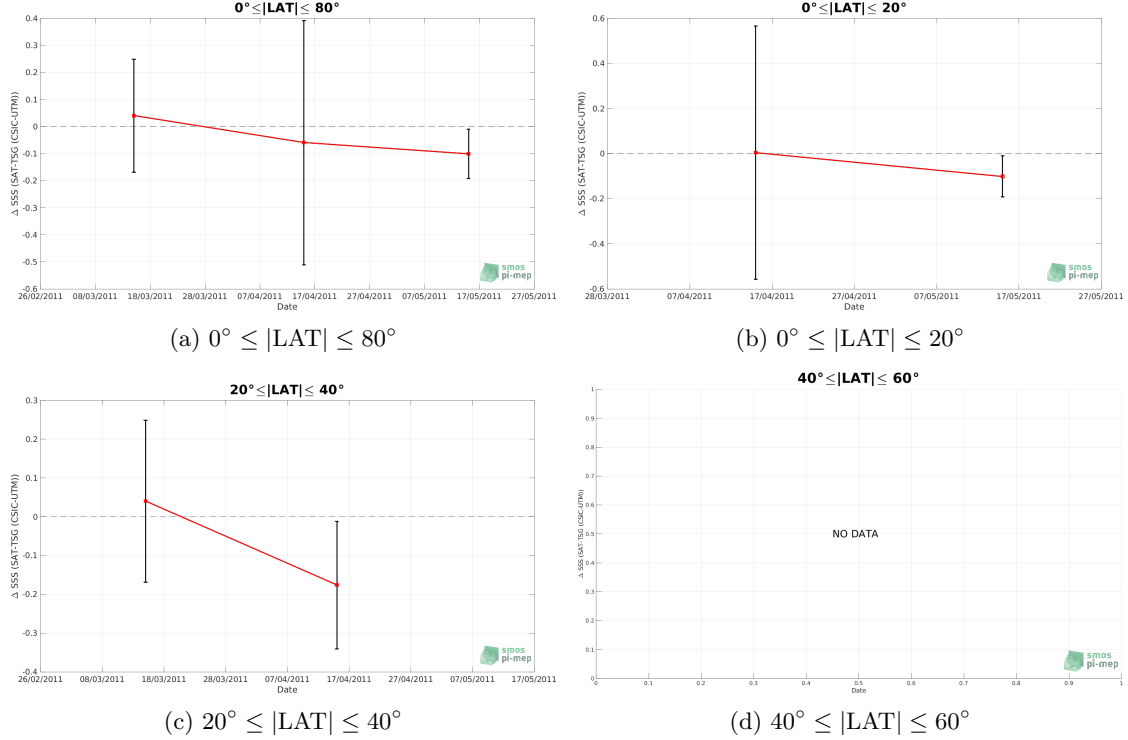 0°≤|LAT|≤ 80°
0.4
0.3
0.2
0.1
0
-0.1
-0.2
-0.3
-0.4
-0.5
-0.6
Δ SSS (SAT-TSG (CSIC-UTM))
26/02/2011 08/03/2011 18/03/2011 28/03/2011 07/04/2011 17/04/2011 27/04/2011 07/05/2011 17/05/2011 27/05/2011
Date
smos
pi-mep
(a) 0° ≤ |LAT| ≤ 80°
0°≤|LAT|≤ 20°
0.6
0.4
0.2
0
-0.2
-0.4
-0.6
Δ SSS (SAT-TSG (CSIC-UTM))
28/03/2011 07/04/2011 17/04/2011 27/04/2011 07/05/2011 17/05/2011 27/05/2011
Date
smos
pi-mep
(b) 0° ≤ |LAT| ≤ 20°
20°≤|LAT|≤ 40°
0.3
0.2
0.1
0
-0.1
-0.2
-0.3
-0.4
Δ SSS (SAT-TSG (CSIC-UTM))
26/02/2011 08/03/2011 18/03/2011 28/03/2011 07/04/2011 17/04/2011 27/04/2011 07/05/2011 17/05/2011
Date
smos
pi-mep
(c) 20° ≤ |LAT| ≤ 40°
40°≤|LAT|≤ 60°
1
0.9
0.8
0.7
0.6
0.5
0.4
0.3
0.2
0.1
0
Δ SSS (SAT-TSG (CSIC-UTM))
NO DATA
0 0.1 0.2 0.3 0.4 0.5 0.6 0.7 0.8 0.9 1
Date
smos
pi-mep
(d) 40° ≤ |LAT| ≤ 60°